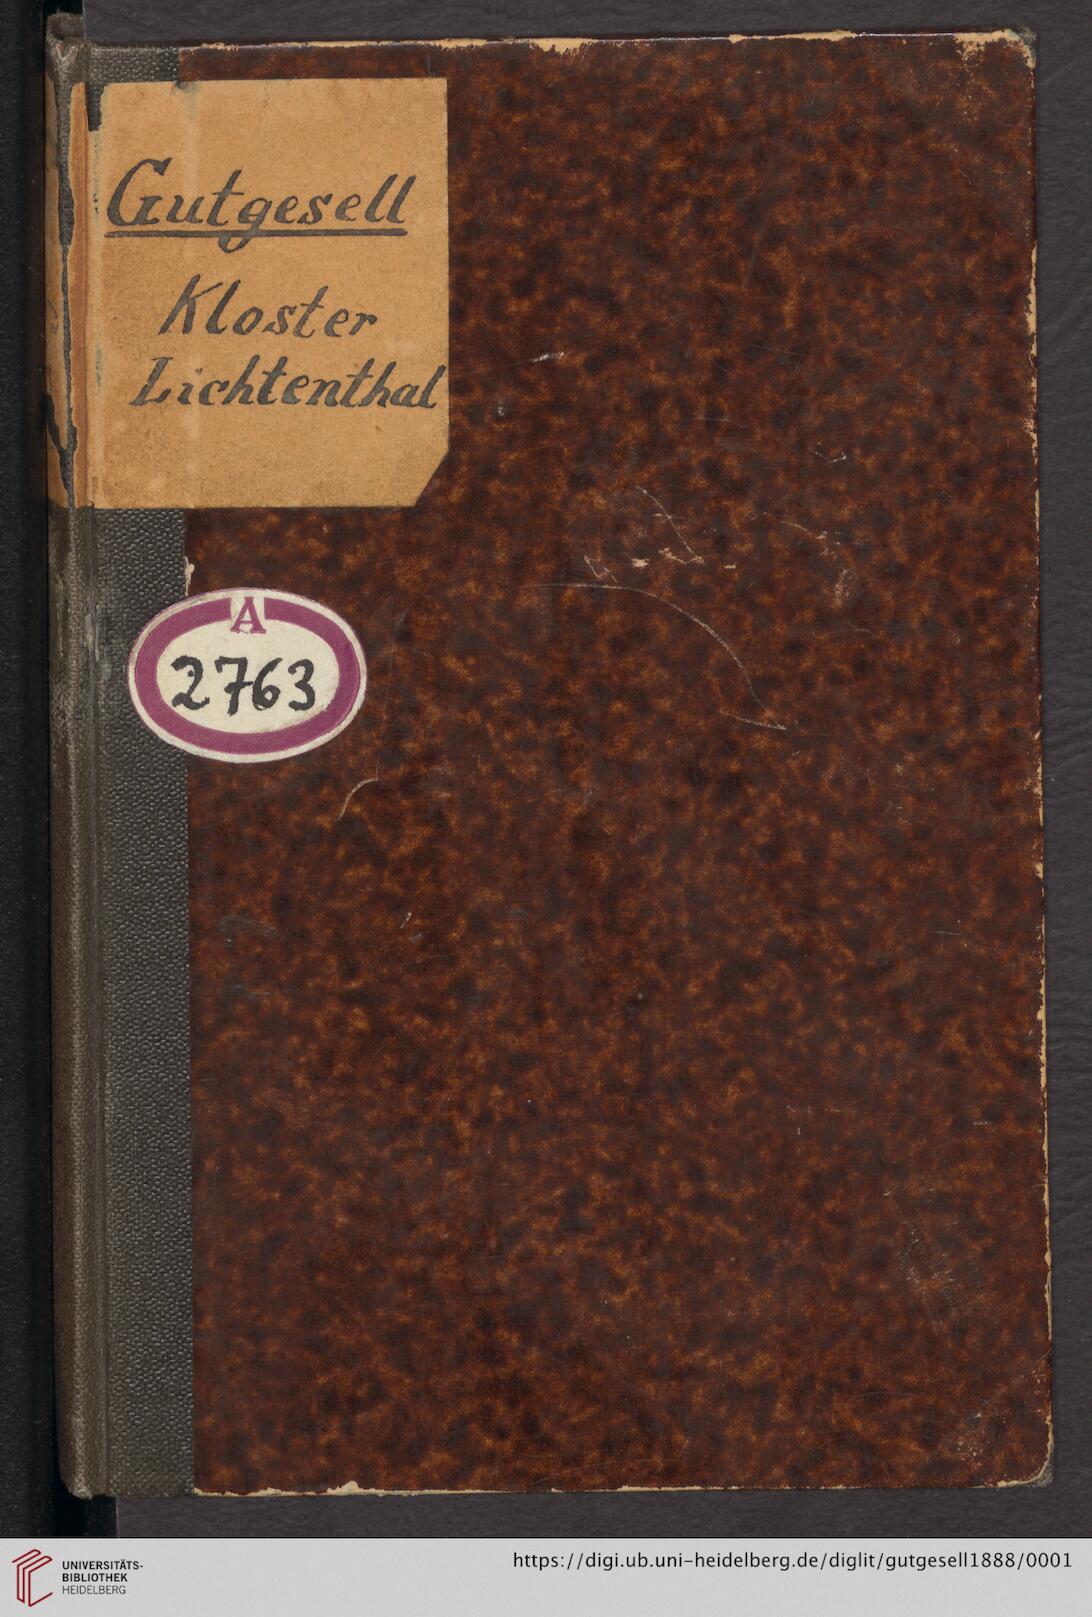 Gutgesell
Kloster
Lichtenthal
A
2763
UNIVERSITÄTS-
BIBLIOTHEK
HEIDELBERG
https://digi.ub.uni-heidelberg.de/diglit/gutgesell1888/0001